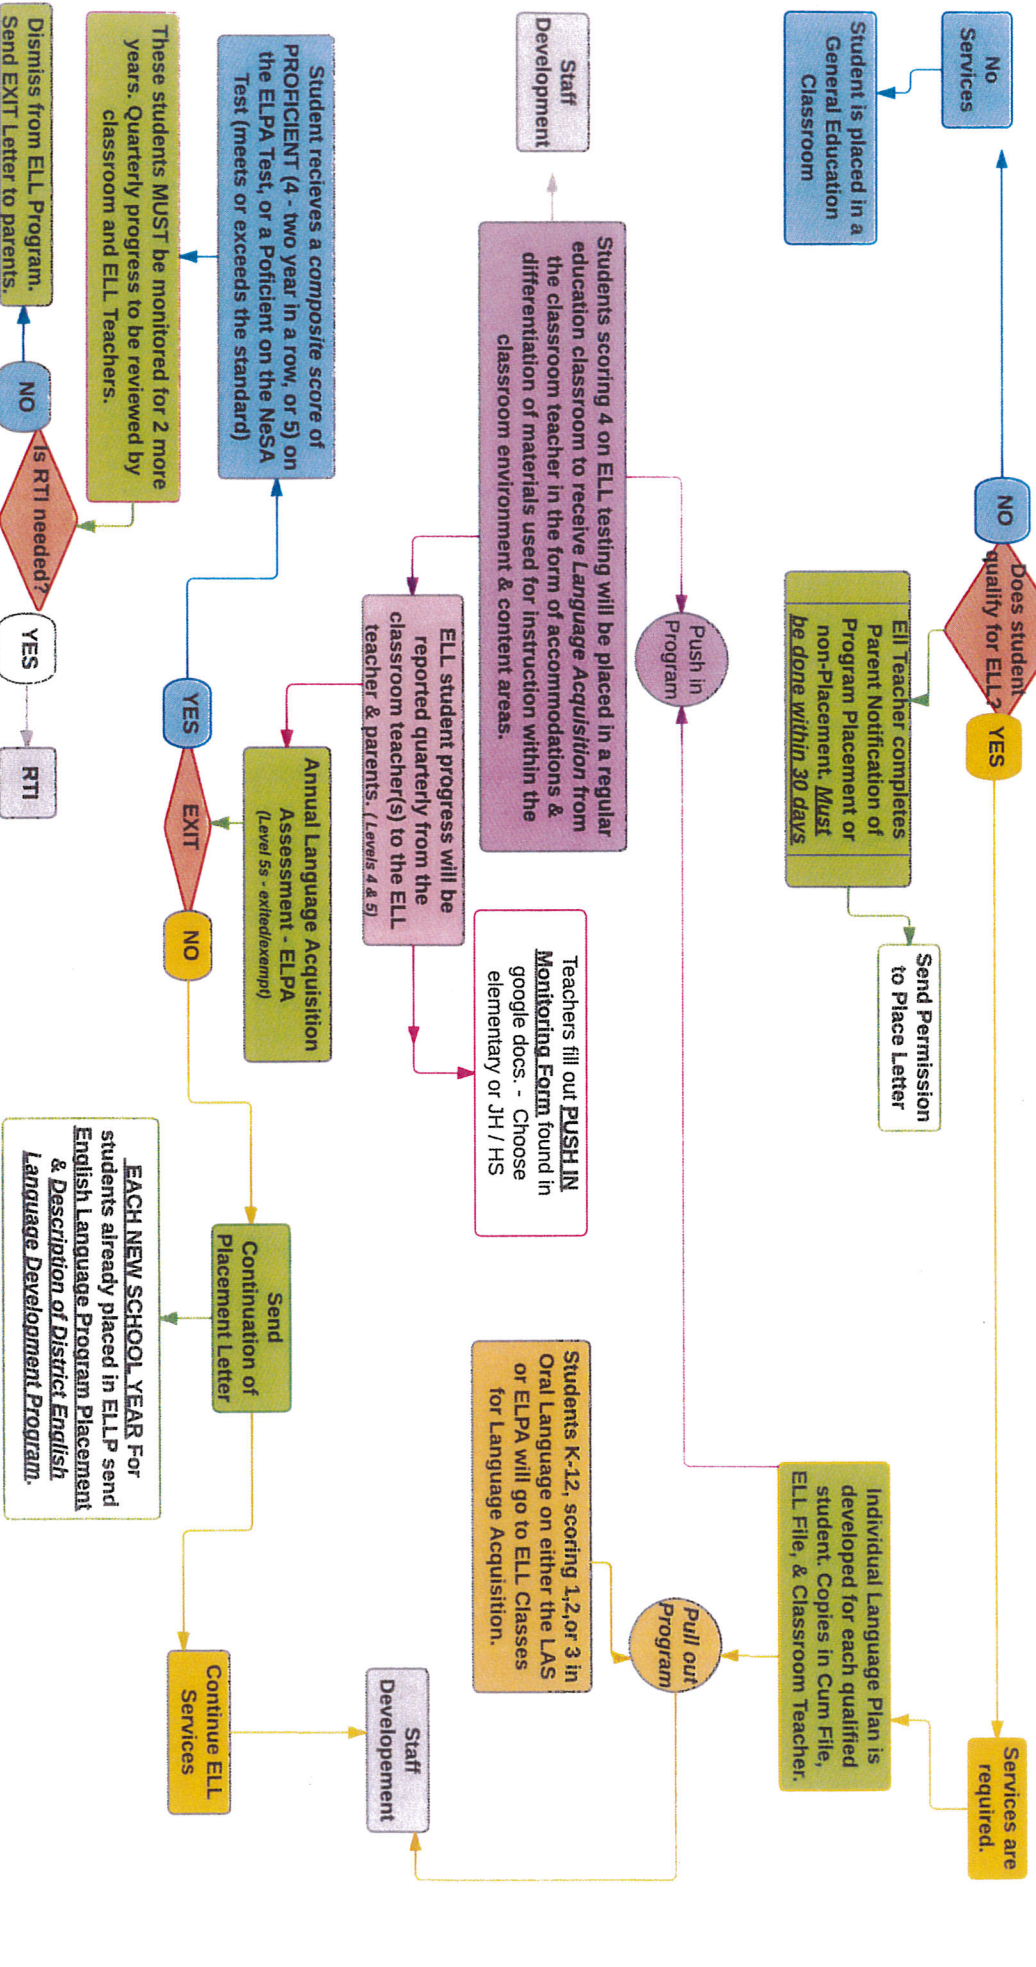 No
Services
NO
Does student
qualify for ELL?
YES
Services are
required.
Student is placed in a
General Education
Classroom
Ell Teacher completes
Parent Notification of
Program Placement or
non-Placement. Must
be done within 30 days
Send Permission
to Place Letter
Individual Language Plan is
developed for each qualified
student. Copies in Cum File,
ELL File, & Classroom Teacher.
Push in
Program
Pull out
Program
Staff
Development
Students scoring 4 on ELL testing will be placed in a regular
education classroom to receive Language Acquisition from
the classroom teacher in the form of accommodations &
differentiation of materials used for instruction within the
classroom environment & content areas.
Teachers fill out PUSH IN
Monitoring Form found in
google docs. - Choose
elementary or JH / HS
Students K-12, scoring 1,2,or 3 in
Oral Language on either the LAS
or ELPA will go to ELL Classes
for Language Acquisition.
ELL student progress will be
reported quarterly from the
classroom teacher(s) to the ELL
teacher & parents. ( Levels 4 & 5)
Staff
Developement
Student recieves a composite score of
PROFICIENT (4 - two year in a row, or 5) on
the ELPA Test, or a Poficient on the NeSA
Test (meets or exceeds the standard)
Annual Language Acquisition
Assessment - ELPA
(Level 5s - exited/exempt)
Send
Continuation of
Placement Letter
YES
EXIT
NO
Continue ELL
Services
These students MUST be monitored for 2 more
years. Quarterly progress to be reviewed by
classroom and ELL Teachers.
EACH NEW SCHOOL YEAR For
students already placed in ELLP send
English Language Program Placement
& Description of District English
Language Development Program.
Dismiss from ELL Program.
Send EXIT Letter to parents.
NO
Is RTI needed?
YES
RTI